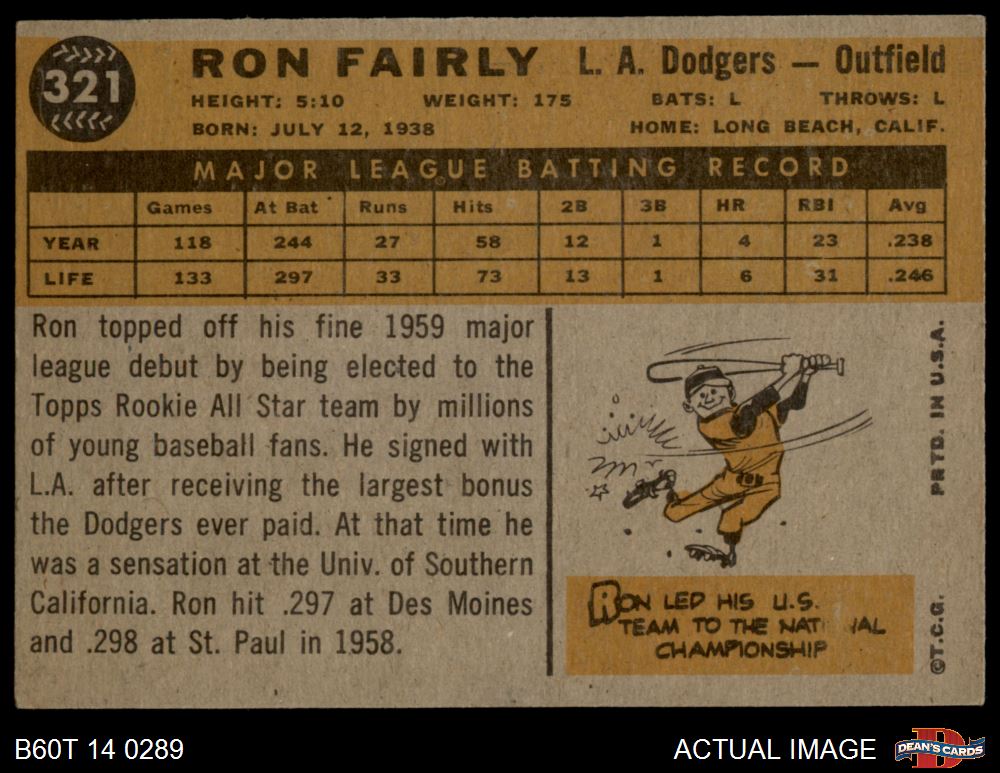 321
RON FAIRLY L. A. Dodgers — Outfield
HEIGHT: 5:10 WEIGHT: 175 BATS: L THROWS: L
BORN: JULY 12, 1938 HOME: LONG BEACH, CALIF.
MAJOR LEAGUE BATTING RECORD
Games At Bat Runs Hits 2B 3B HR RBI Avg
YEAR 118 244 27 58 12 1 4 23 .238
LIFE 133 297 33 73 13 1 6 31 .246
Ron topped off his fine 1959 major
league debut by being elected to the
Topps Rookie All Star team by millions
of young baseball fans. He signed with
L.A. after receiving the largest bonus
the Dodgers ever paid. At that time he
was a sensation at the Univ. of Southern
California. Ron hit .297 at Des Moines
and .298 at St. Paul in 1958.
RON LED HIS U.S.
TEAM TO THE NATI AL
CHAMPIONSHIP
©T.C.G. PRTD. IN U.S.A.
B60T 14 0289 ACTUAL IMAGE
D
DEAN'S CARDS